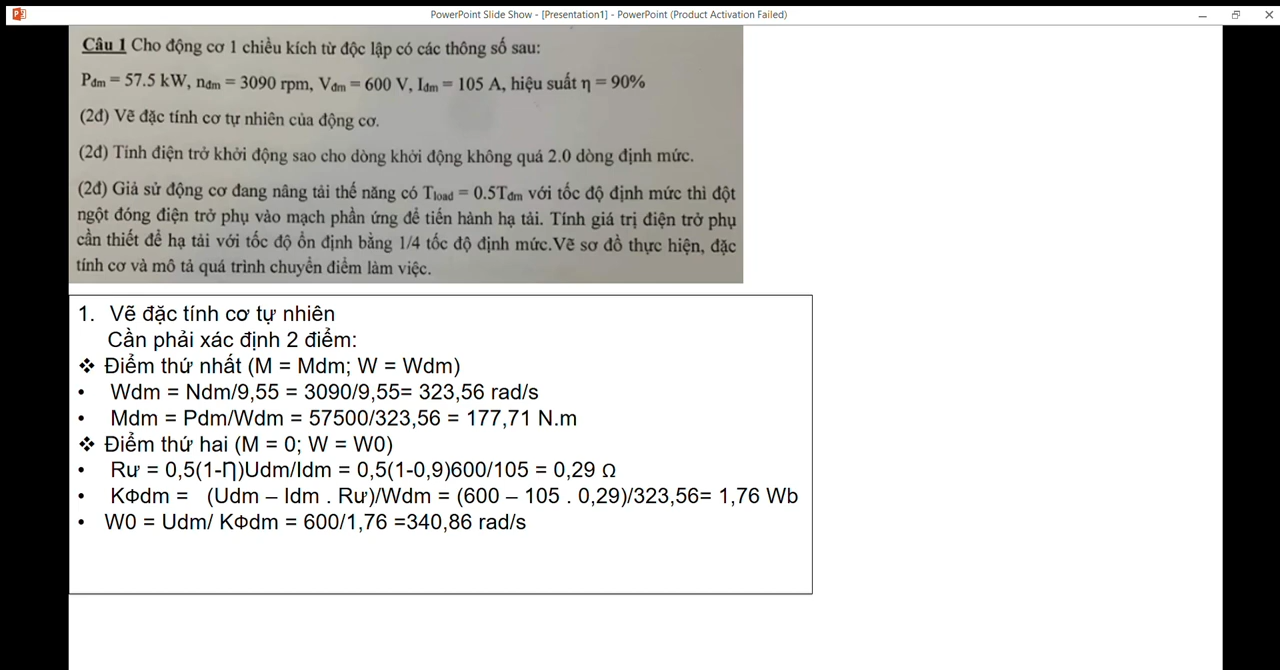 PowerPoint Slide Show - [Presentation1] - PowerPoint (Product Activation Failed)
Câu 1 Cho động cơ 1 chiều kích từ độc lập có các thông số sau:
Pđm = 57.5 kW, nđm = 3090 rpm, Vđm = 600 V, Iđm = 105 A, hiệu suất η = 90%
(2đ) Vẽ đặc tính cơ tự nhiên của động cơ.
(2đ) Tính điện trở khởi động sao cho dòng khởi động không quá 2.0 dòng định mức.
(2đ) Giả sử động cơ đang nâng tải thế năng có Tload = 0.5Tđm với tốc độ định mức thì đột
ngột đóng điện trở phụ vào mạch phần ứng để tiến hành hạ tải. Tính giá trị điện trở phụ
cần thiết để hạ tải với tốc độ ổn định bằng 1/4 tốc độ định mức.Vẽ sơ đồ thực hiện, đặc
tính cơ và mô tả quá trình chuyển điểm làm việc.
1. Vẽ đặc tính cơ tự nhiên
Cần phải xác định 2 điểm:
❖ Điểm thứ nhất (M = Mdm; W = Wdm)
• Wdm = Ndm/9,55 = 3090/9,55= 323,56 rad/s
• Mdm = Pdm/Wdm = 57500/323,56 = 177,71 N.m
❖ Điểm thứ hai (M = 0; W = W0)
• Rư = 0,5(1-Ƞ)Udm/Idm = 0,5(1-0,9)600/105 = 0,29 Ω
• KΦdm = (Udm – Idm . Rư)/Wdm = (600 – 105 . 0,29)/323,56= 1,76 Wb
• W0 = Udm/ KΦdm = 600/1,76 =340,86 rad/s